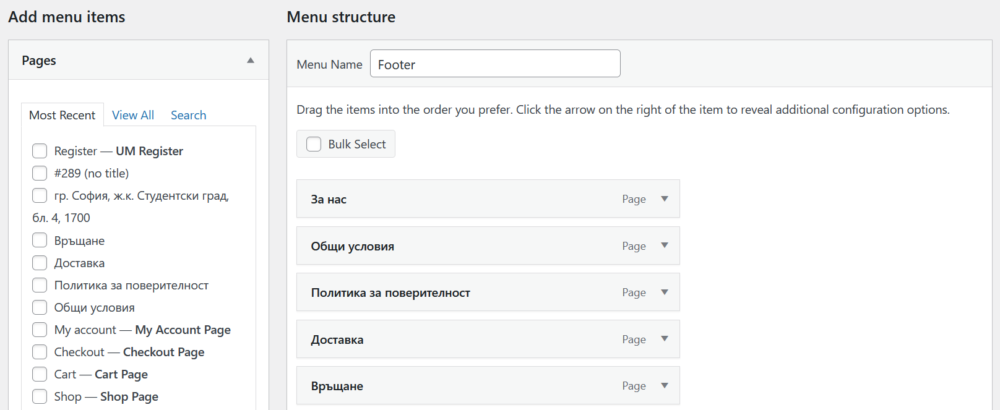 Add menu items
Pages
Most Recent View All Search
Register — UM Register
#289 (no title)
гр. София, ж.к. Студентски град,
бл. 4, 1700
Връщане
Доставка
Политика за поверителност
Общи условия
My account — My Account Page
Checkout — Checkout Page
Cart — Cart Page
Shop — Shop Page
Menu structure
Menu Name Footer
Drag the items into the order you prefer. Click the arrow on the right of the item to reveal additional configuration options.
Bulk Select
За нас Page
Общи условия Page
Политика за поверителност Page
Доставка Page
Връщане Page